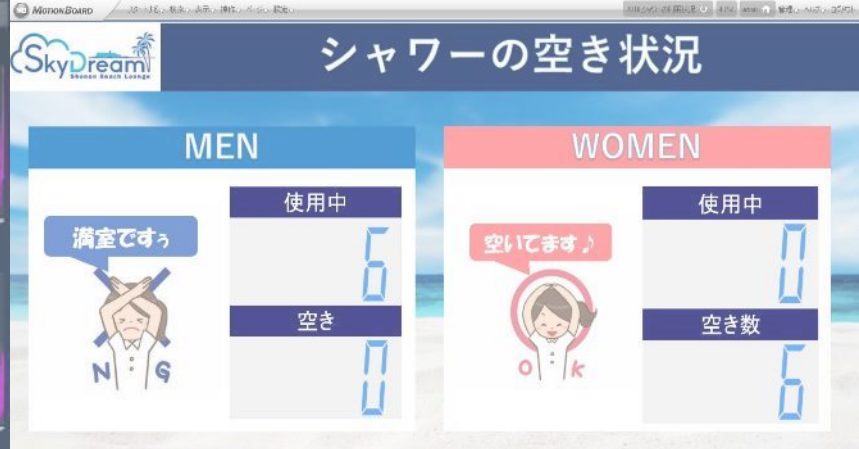 MOTIONBOARD
SkyDream
Shonan Beach Lounge
シャワーの空き状況
MEN
WOMEN
使用中
満室ですぅ
6
空き
N G
0
使用中
空いてます♪
0
空き数
O K
6